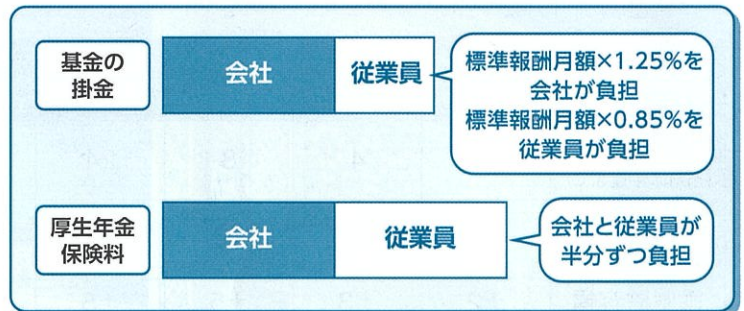 基金の
掛金
会社
従業員
標準報酬月額×1.25%を
会社が負担
標準報酬月額×0.85%を
従業員が負担
厚生年金
保険料
会社
従業員
会社と従業員が
半分ずつ負担